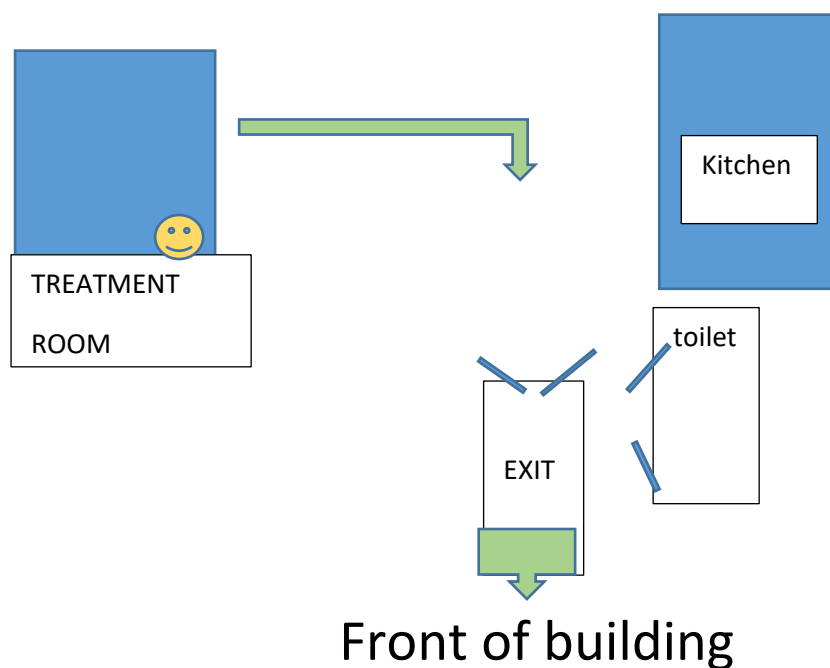 Kitchen
TREATMENT
ROOM
toilet
EXIT
Front of building